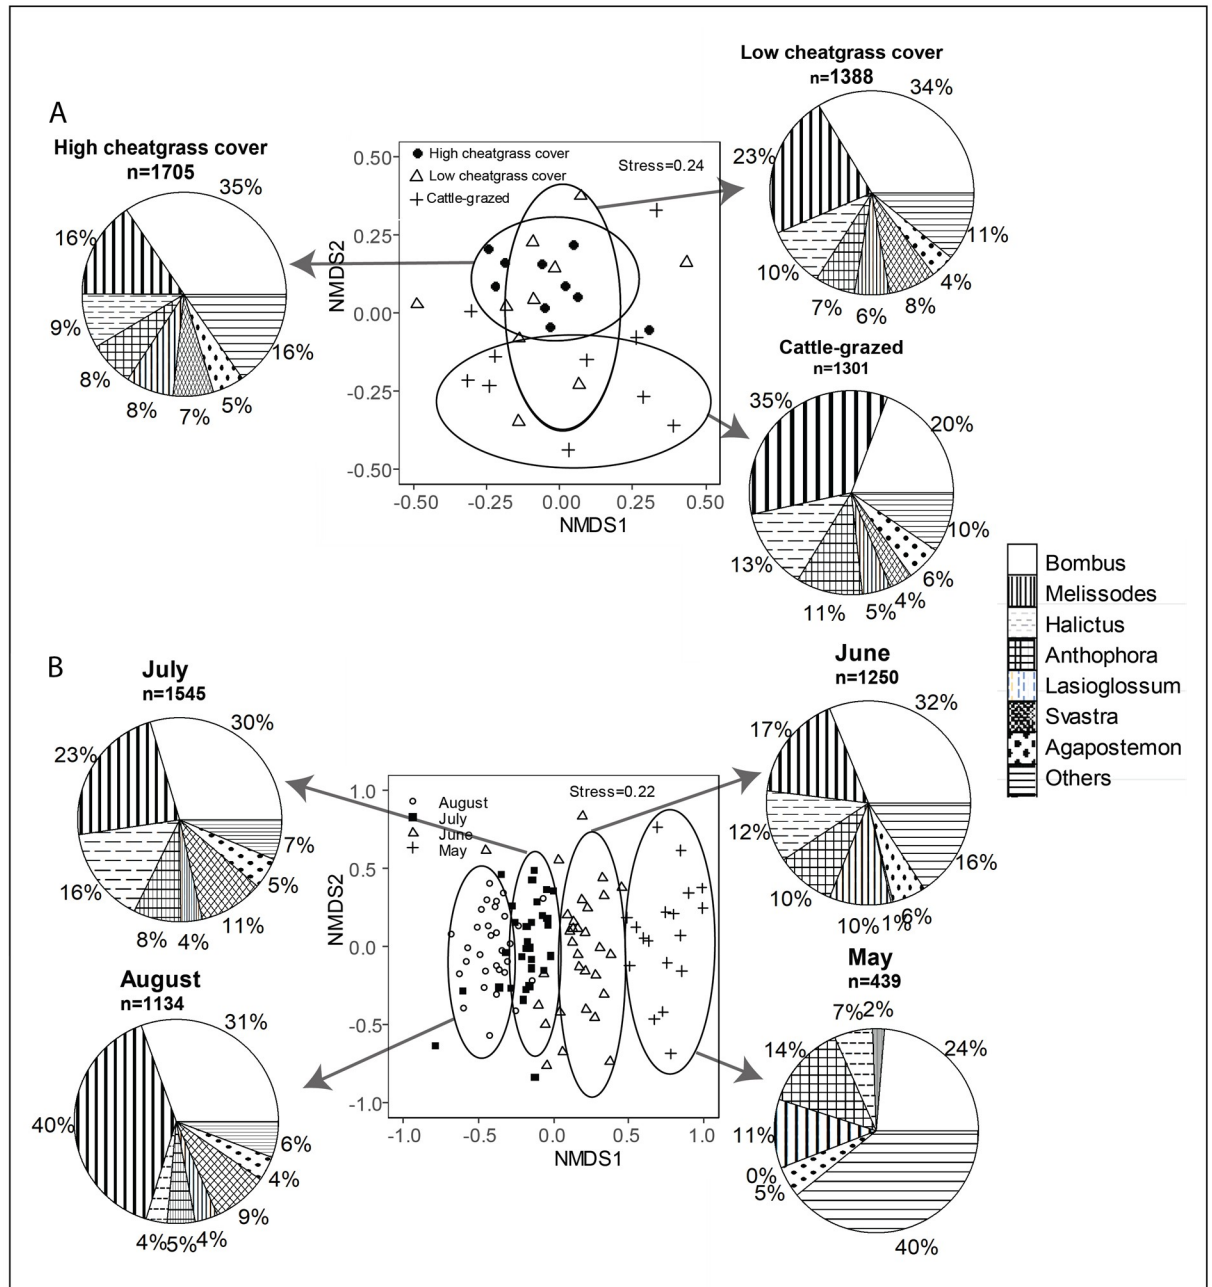 A
High cheatgrass cover
n=1705
35%
16%
9%
8%
8%
7%
5%
16%
High cheatgrass cover
Low cheatgrass cover
Cattle-grazed
Stress=0.24
NMDS2
0.50
0.25
0.00
-0.25
-0.50
-0.50
-0.25
0.00
0.25
0.50
NMDS1
Low cheatgrass cover
n=1388
34%
23%
10%
7%
6%
8%
4%
11%
Cattle-grazed
n=1301
35%
20%
13%
11%
5%
4%
6%
10%
Bombus
Melissodes
Halictus
Anthophora
Lasioglossum
Svastra
Agapostemon
Others
B
July
n=1545
30%
23%
16%
8%
4%
11%
5%
7%
August
n=1134
31%
40%
4%
5%
4%
9%
4%
6%
August
July
June
May
Stress=0.22
NMDS2
1.0
0.5
0.0
-0.5
-1.0
-1.0
-0.5
0.0
0.5
1.0
NMDS1
June
n=1250
32%
17%
12%
10%
10%
1%
6%
16%
May
n=439
7%
2%
24%
14%
11%
0%
5%
40%